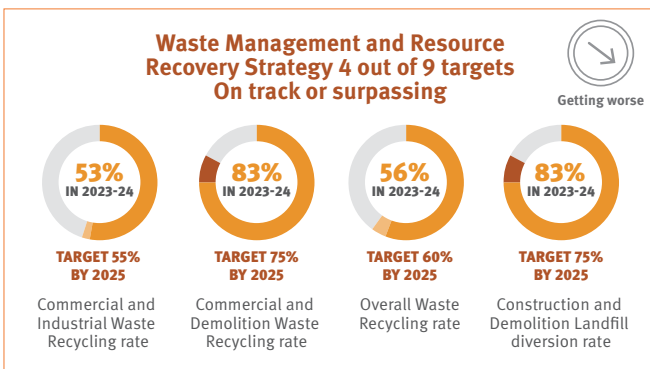 Waste Management and Resource
Recovery Strategy 4 out of 9 targets
On track or surpassing
Getting worse
53%
IN 2023-24
TARGET 55%
BY 2025
Commercial and
Industrial Waste
Recycling rate
83%
IN 2023-24
TARGET 75%
BY 2025
Commercial and
Demolition Waste
Recycling rate
56%
IN 2023-24
TARGET 60%
BY 2025
Overall Waste
Recycling rate
83%
IN 2023-24
TARGET 75%
BY 2025
Construction and
Demolition Landfill
diversion rate